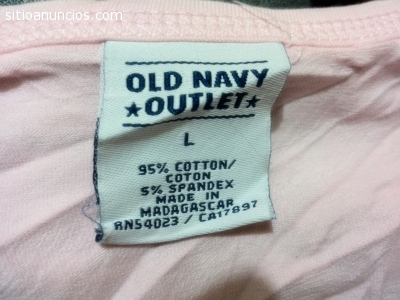 sitioanuncios.com
OLD NAVY
★OUTLET★
L
95% COTTON/
COTON
5% SPANDEX
MADE IN
MADAGASCAR
RN54023 / CA17897